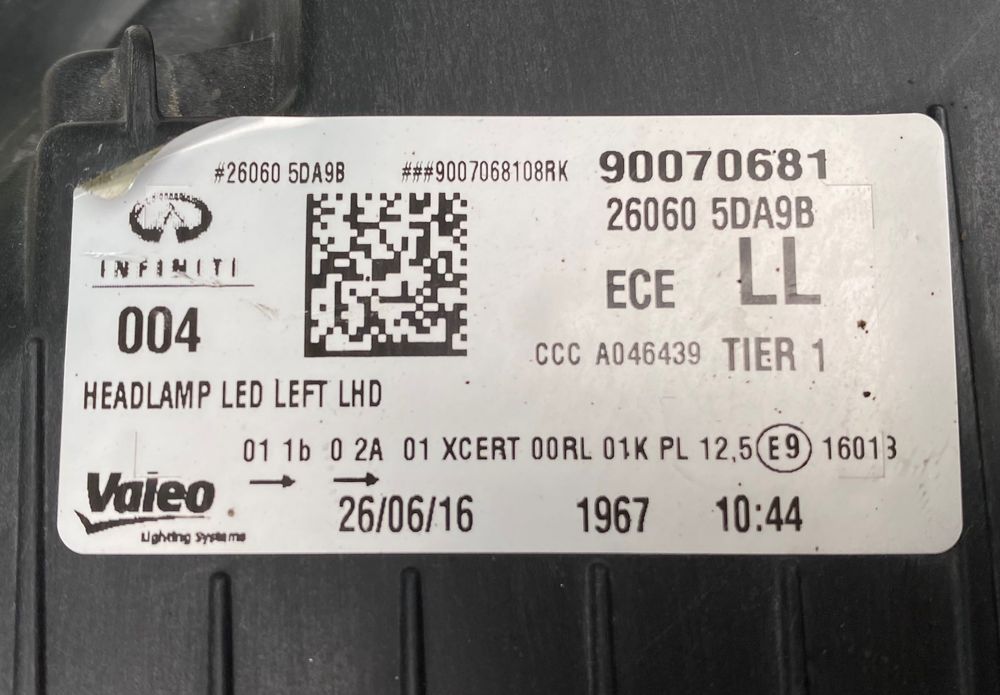 #26060 5DA9B ###9007068108RK 90070681
26060 5DA9B
INFINITI
ECE LL
004
CCC A046439 TIER 1
HEADLAMP LED LEFT LHD
01 1b 0 2A 01 XCERT 00RL 01K PL 12,5 E9 16013
Valeo
Lighting Systems
26/06/16 1967 10:44